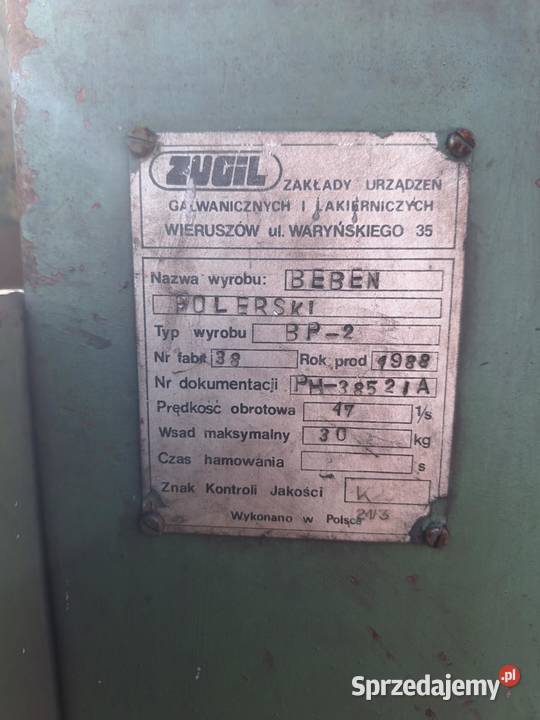 ZUGIL ZAKŁADY URZĄDZEŃ
GALWANICZNYCH I LAKIERNICZYCH
WIERUSZÓW ul. WARYŃSKIEGO 35
Nazwa wyrobu: BEBEN
POLERSKI
Typ wyrobu BP-2
Nr fabr 38 Rok prod 1988
Nr dokumentacji PM-38521A
Prędkość obrotowa 47 1/s
Wsad maksymalny 30 kg
Czas hamowania s
Znak Kontroli Jakości K
Wykonano w Polsce 21/3
Sprzedajemy.pl